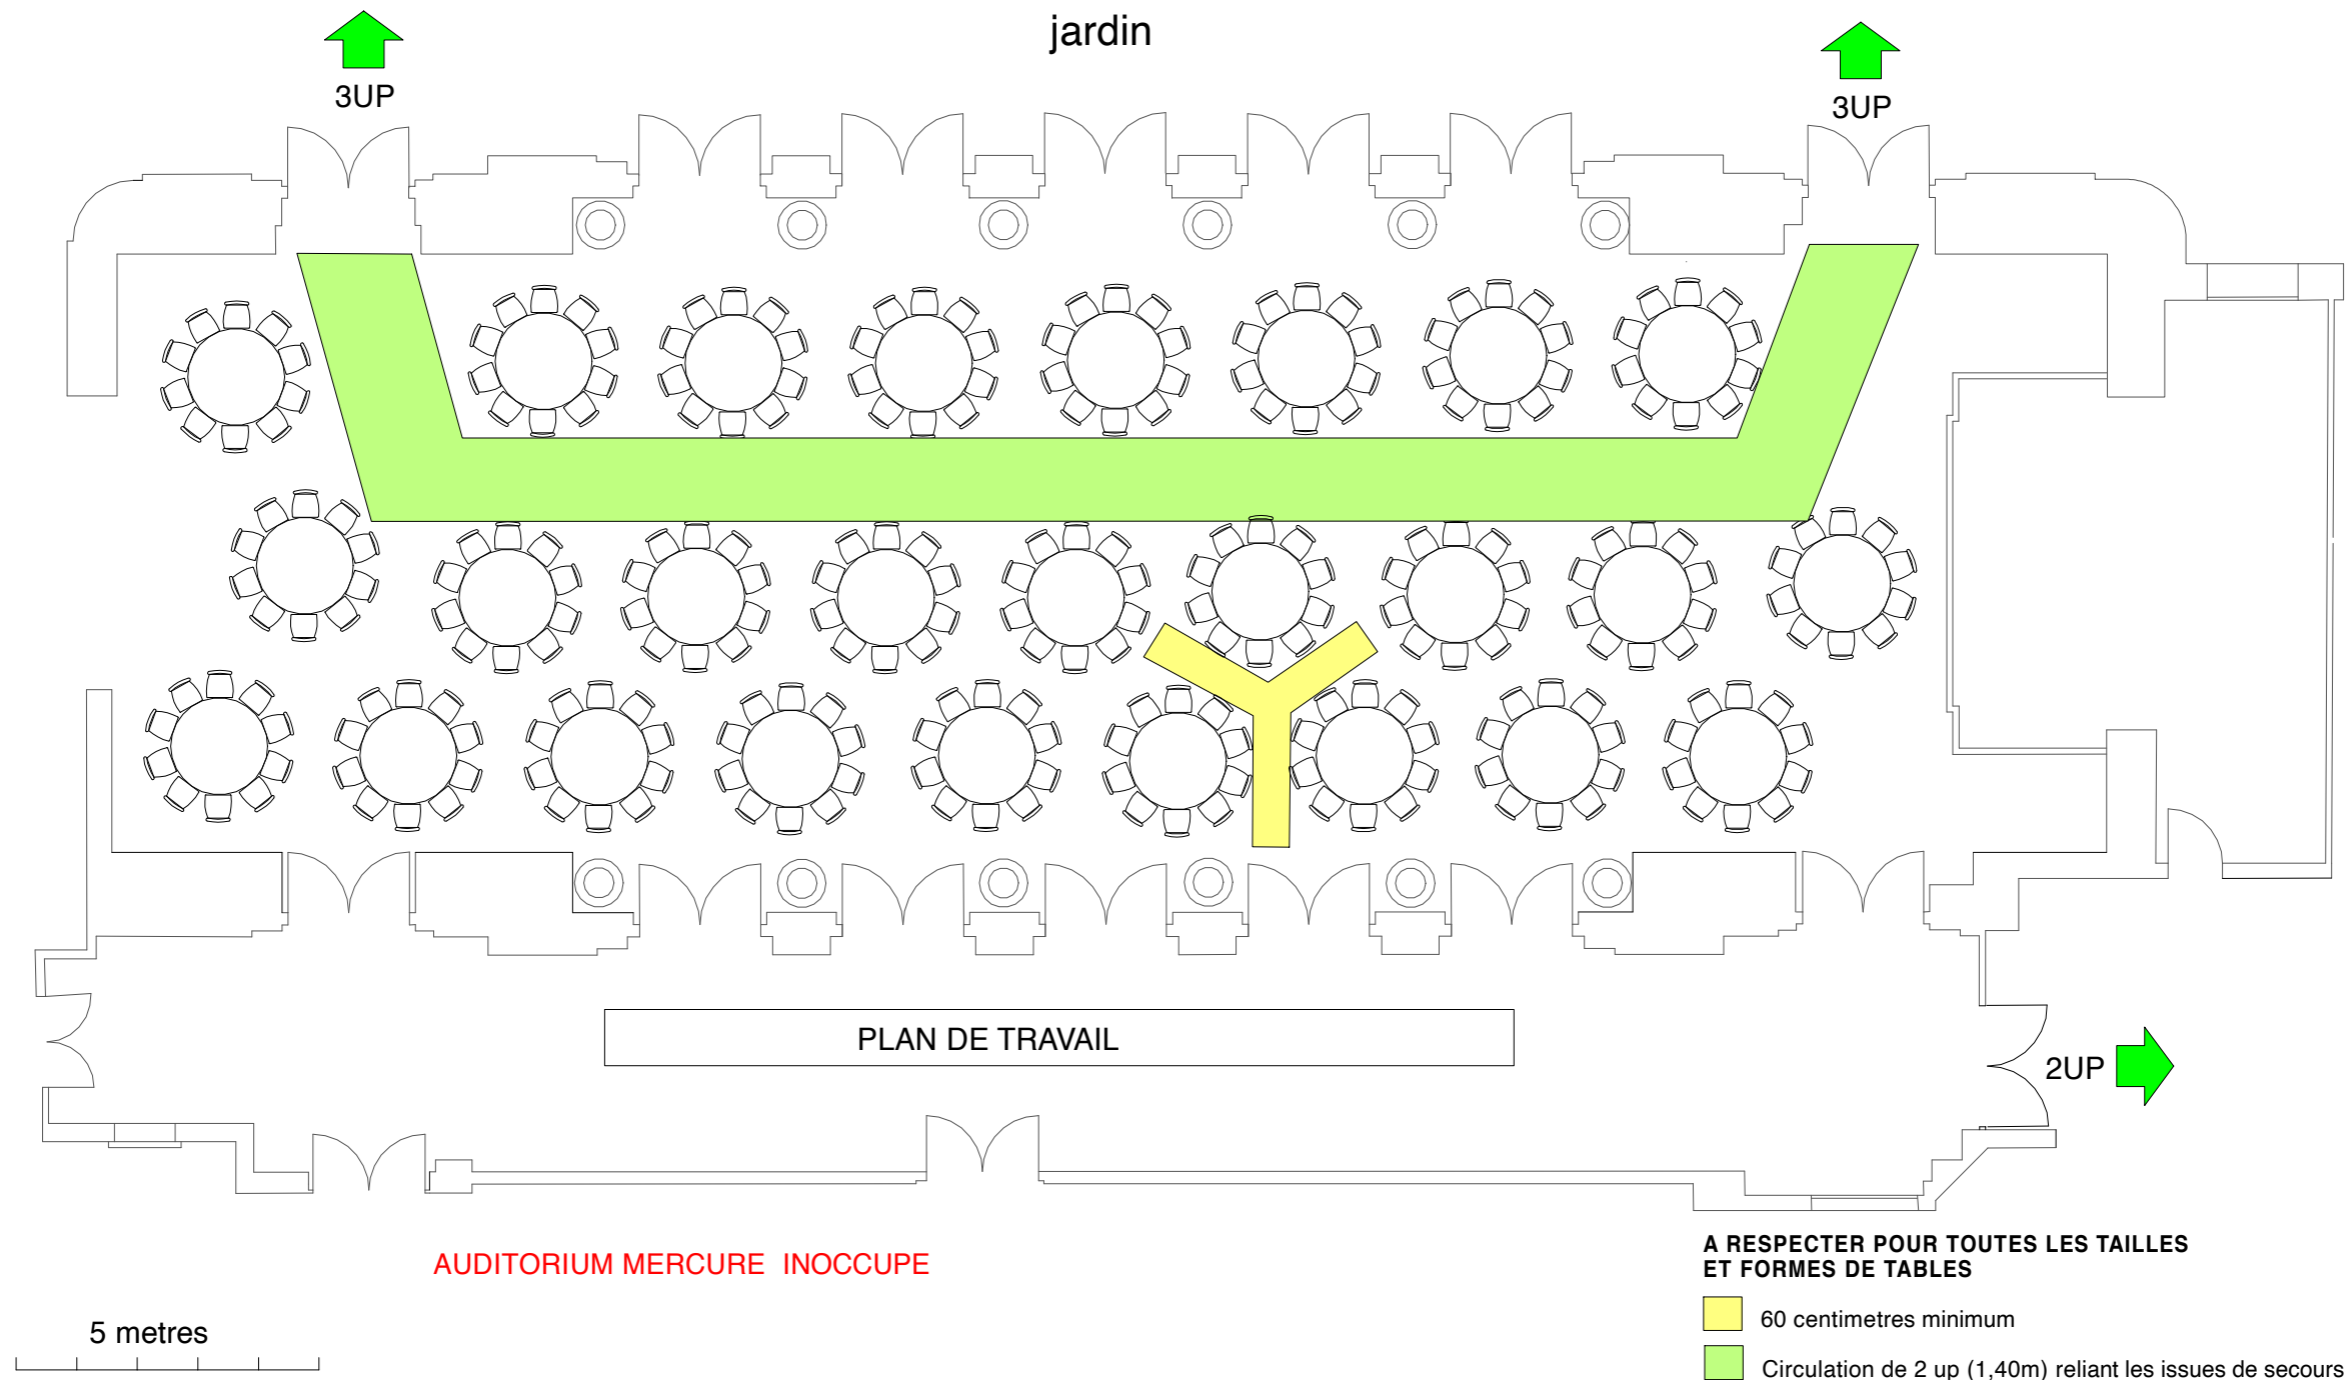 jardin
3UP
3UP
PLAN DE TRAVAIL
2UP
AUDITORIUM MERCURE  INOCCUPE
A RESPECTER POUR TOUTES LES TAILLES
ET FORMES DE TABLES
5 metres
60 centimetres minimum
Circulation de 2 up (1,40m) reliant les issues de secours